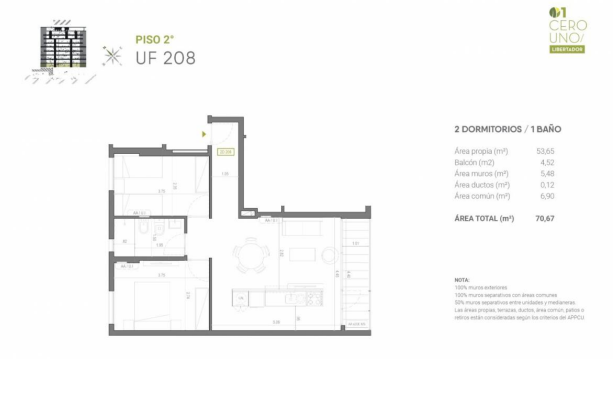 PISO 2°
UF 208
01
CERO
UNO/
LIBERTADOR
2 DORMITORIOS / 1 BAÑO
Área propia (m²) 53,65
Balcón (m2) 4,52
Área muros (m²) 5,48
Área ductos (m²) 0,12
Área común (m²) 6,90
ÁREA TOTAL (m²) 70,67
NOTA:
100% muros exteriores
100% muros separativos con áreas comunes
50% muros separativos entre unidades y medianeras.
Las áreas propias, terrazas, ductos, área común, patios o
retiros están consideradas según los criterios del APPCU.